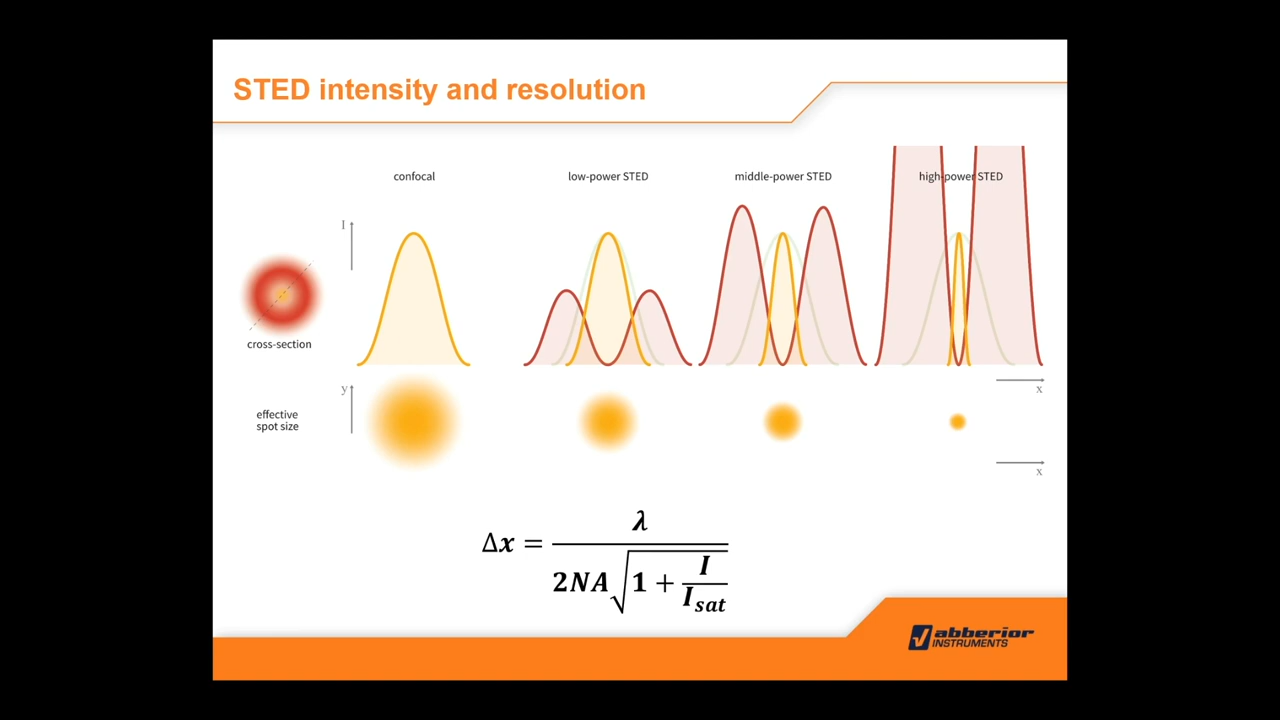 STED intensity and resolution
confocal
low-power STED
middle-power STED
high-power STED
I
cross-section
y
x
effective
spot size
x
Δx = λ / 2NA√1 + I / I_sat
abberior
INSTRUMENTS